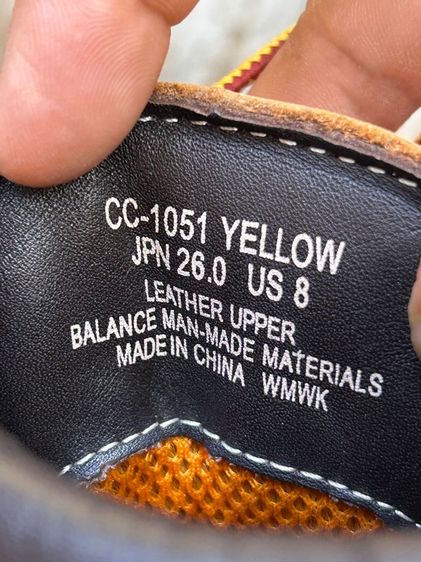 CC-1051 YELLOW
JPN 26.0 US 8
LEATHER UPPER
BALANCE MAN-MADE MATERIALS
MADE IN CHINA WMWK